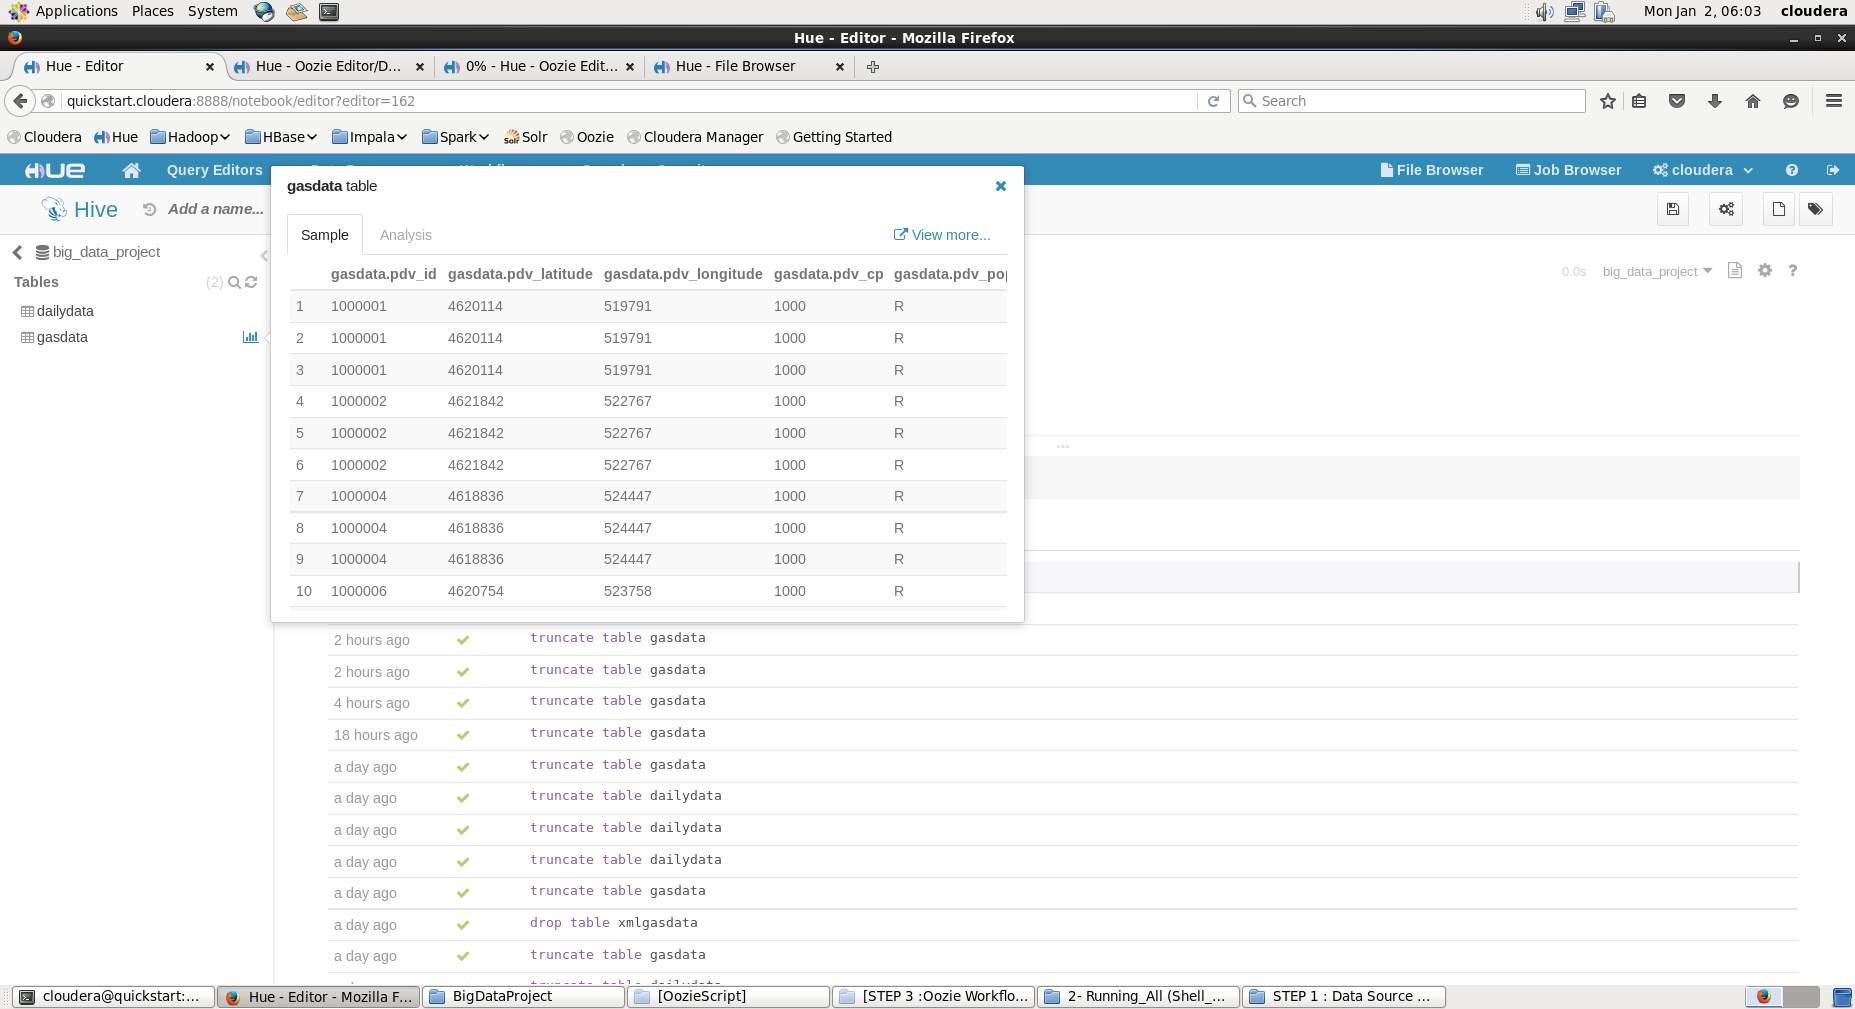 Applications Places System Mon Jan 2, 06:03 cloudera
Hue - Editor - Mozilla Firefox
Hue - Editor Hue - Oozie Editor/D... 0% - Hue - Oozie Edit... Hue - File Browser
quickstart.cloudera:8888/notebook/editor?editor=162 Search
Cloudera Hue Hadoop HBase Impala Spark Solr Oozie Cloudera Manager Getting Started
HUE Query Editors File Browser Job Browser cloudera
gasdata table
Hive Add a name...
big_data_project
Sample Analysis View more...
Tables (2)
0.0s big_data_project
dailydata
gasdata
gasdata.pdv_id gasdata.pdv_latitude gasdata.pdv_longitude gasdata.pdv_cp gasdata.pdv_pop
1 1000001 4620114 519791 1000 R
2 1000001 4620114 519791 1000 R
3 1000001 4620114 519791 1000 R
4 1000002 4621842 522767 1000 R
5 1000002 4621842 522767 1000 R
6 1000002 4621842 522767 1000 R
7 1000004 4618836 524447 1000 R
8 1000004 4618836 524447 1000 R
9 1000004 4618836 524447 1000 R
10 1000006 4620754 523758 1000 R
2 hours ago truncate table gasdata
2 hours ago truncate table gasdata
4 hours ago truncate table gasdata
18 hours ago truncate table gasdata
a day ago truncate table gasdata
a day ago truncate table dailydata
a day ago truncate table dailydata
a day ago truncate table dailydata
a day ago truncate table gasdata
a day ago drop table xmlgasdata
a day ago truncate table gasdata
cloudera@quickstart:... Hue - Editor - Mozilla F... BigDataProject [OozieScript] [STEP 3 :Oozie Workflo... 2- Running_All (Shell_... STEP 1 : Data Source ...